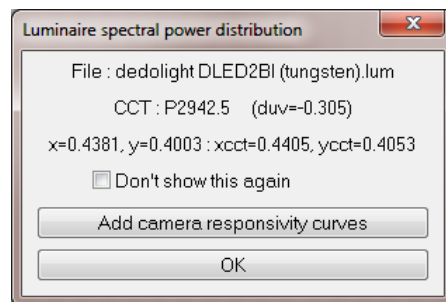 Luminaire spectral power distribution
File : dedolight DLED2BI (tungsten).lum
CCT : P2942.5 (duv=-0.305)
x=0.4381, y=0.4003 : xcct=0.4405, ycct=0.4053
Don't show this again
Add camera responsivity curves
OK